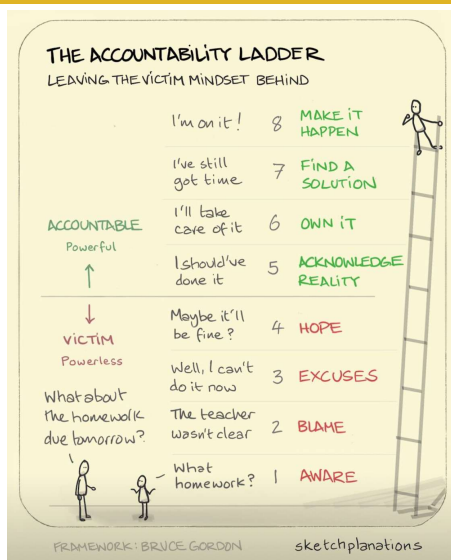 THE ACCOUNTABILITY LADDER
LEAVING THE VICTIM MINDSET BEHIND
I'm on it!
8
MAKE IT
HAPPEN
I've still
got time
7
FIND A
SOLUTION
I'll take
care of it
6
OWN IT
I should've
done it
5
ACKNOWLEDGE
REALITY
ACCOUNTABLE
Powerful
VICTIM
Powerless
Maybe it'll
be fine?
4
HOPE
Well, I can't
do it now
3
EXCUSES
The teacher
wasn't clear
2
BLAME
What
homework?
1
AWARE
What about
the homework
due tomorrow?
FRAMEWORK: BRUCE GORDON
sketchplanations